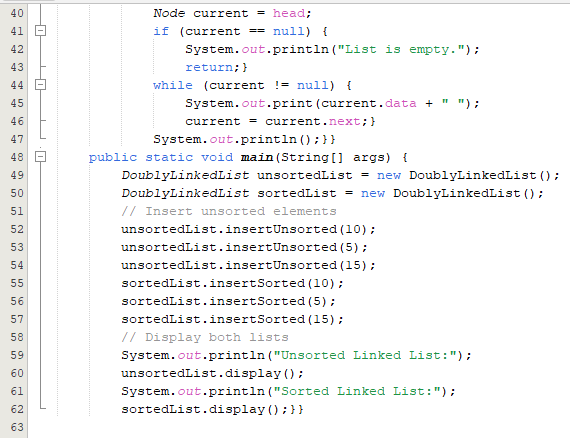 40 Node current = head;
41 if (current == null) {
42 System.out.println("List is empty.");
43 return;}
44 while (current != null) {
45 System.out.print(current.data + " ");
46 current = current.next;}
47 System.out.println();}}
48 public static void main(String[] args) {
49 DoublyLinkedList unsortedList = new DoublyLinkedList();
50 DoublyLinkedList sortedList = new DoublyLinkedList();
51 // Insert unsorted elements
52 unsortedList.insertUnsorted(10);
53 unsortedList.insertUnsorted(5);
54 unsortedList.insertUnsorted(15);
55 sortedList.insertSorted(10);
56 sortedList.insertSorted(5);
57 sortedList.insertSorted(15);
58 // Display both lists
59 System.out.println("Unsorted Linked List:");
60 unsortedList.display();
61 System.out.println("Sorted Linked List:");
62 sortedList.display();}}
63